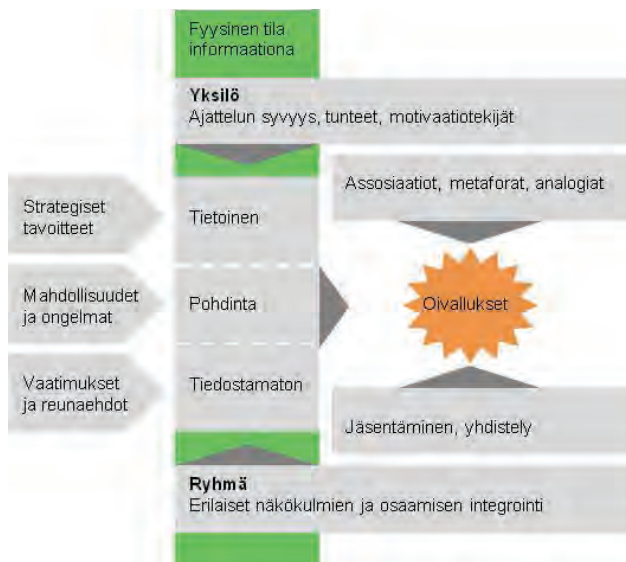 Fyysinen tila
informaationa
Yksilö
Ajattelun syvyys, tunteet, motivaatiotekijät
Assosiaatiot, metaforat, analogiat
Strategiset
tavoitteet
Tietoinen
Mahdollisuudet
ja ongelmat
Pohdinta
Oivallukset
Vaatimukset
ja reunaehdot
Tiedostamaton
Jäsentäminen, yhdistely
Ryhmä
Erilaiset näkökulmien ja osaamisen integrointi